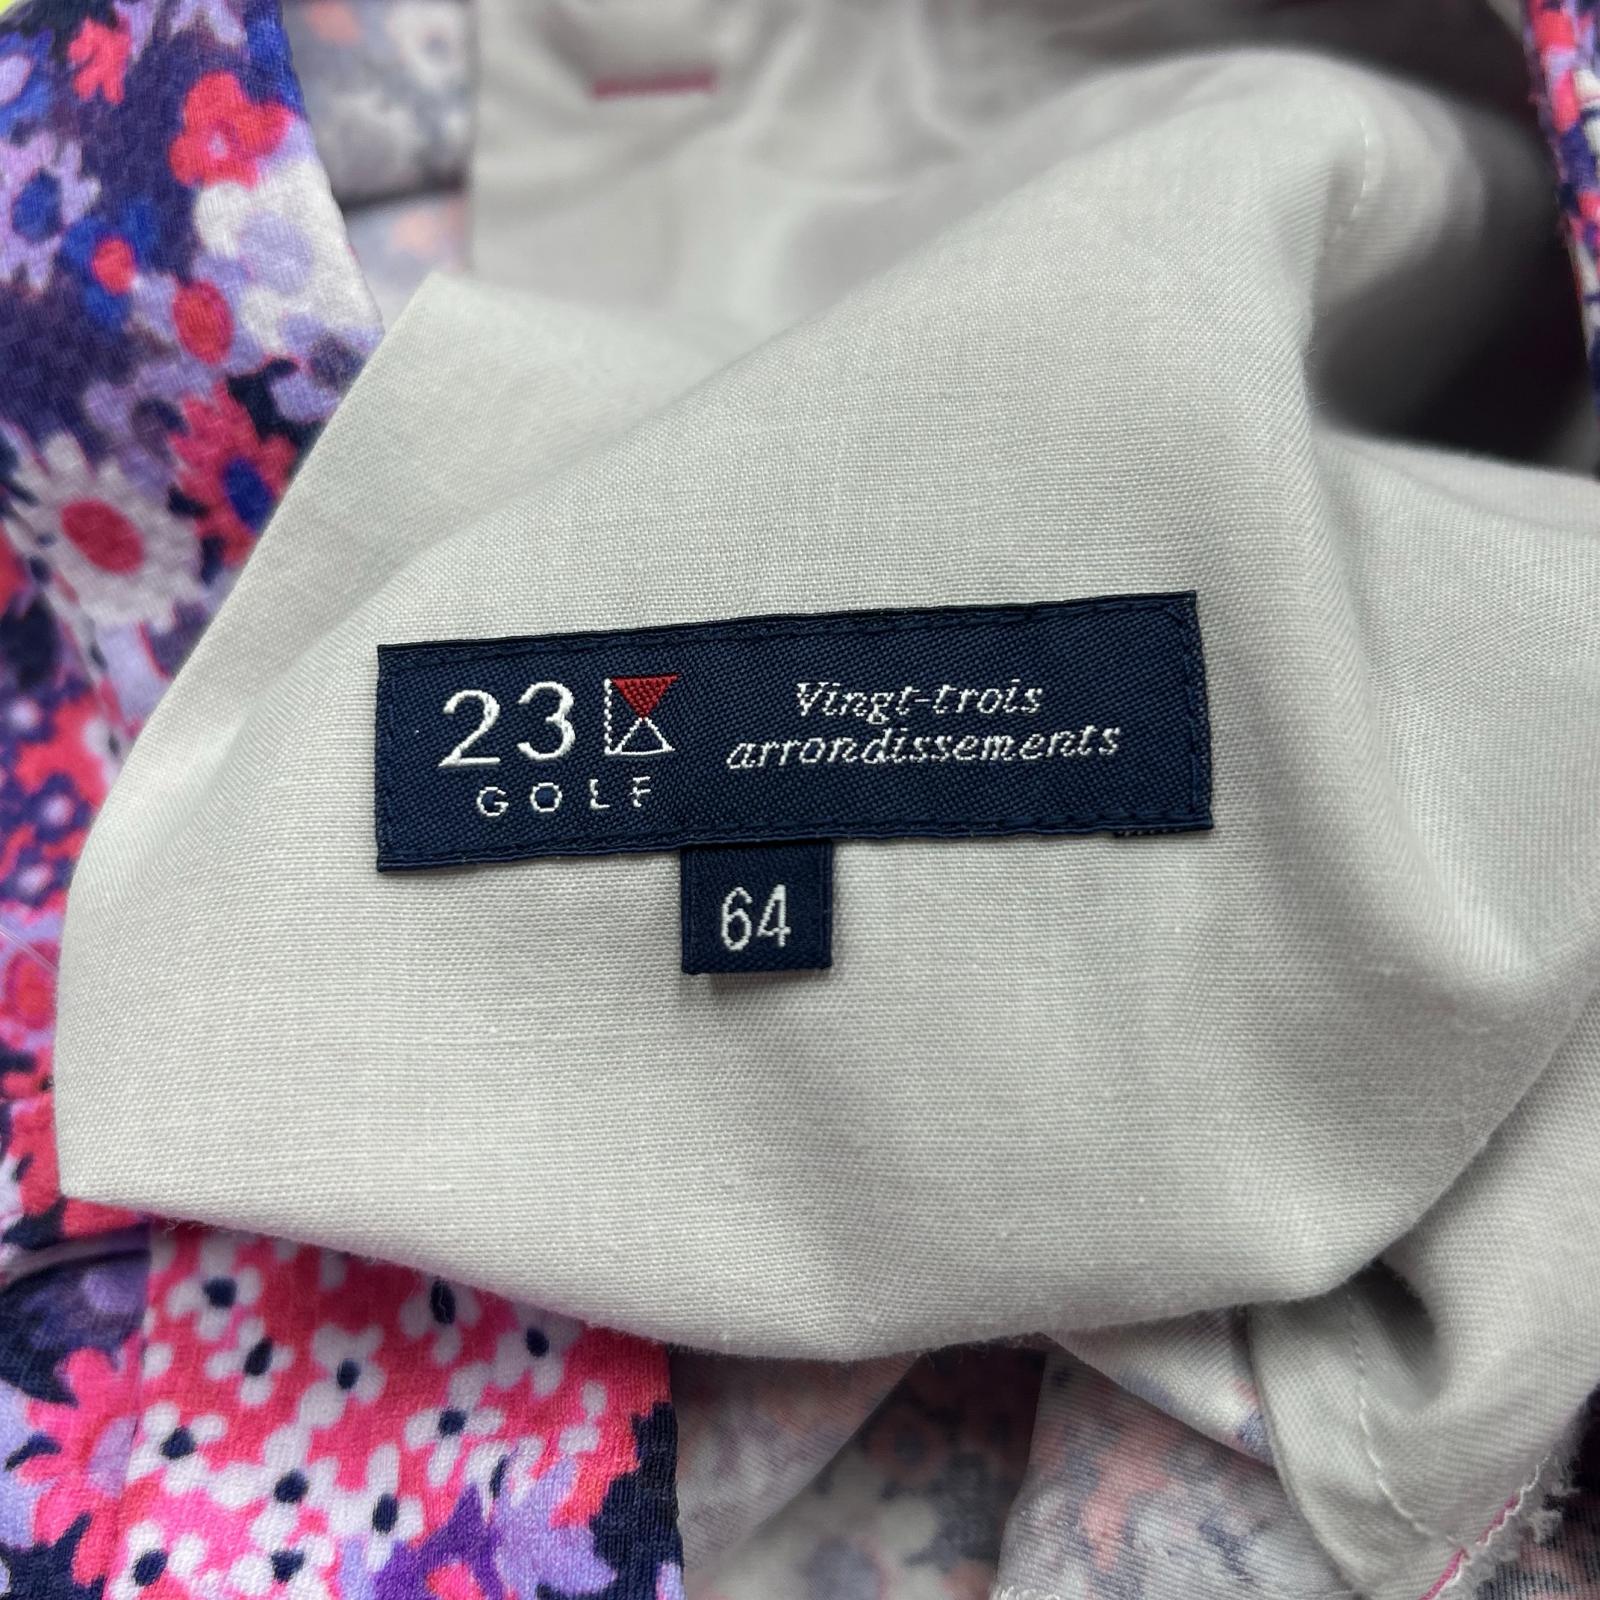 23
GOLF
Vingt-trois
arrondissements
64